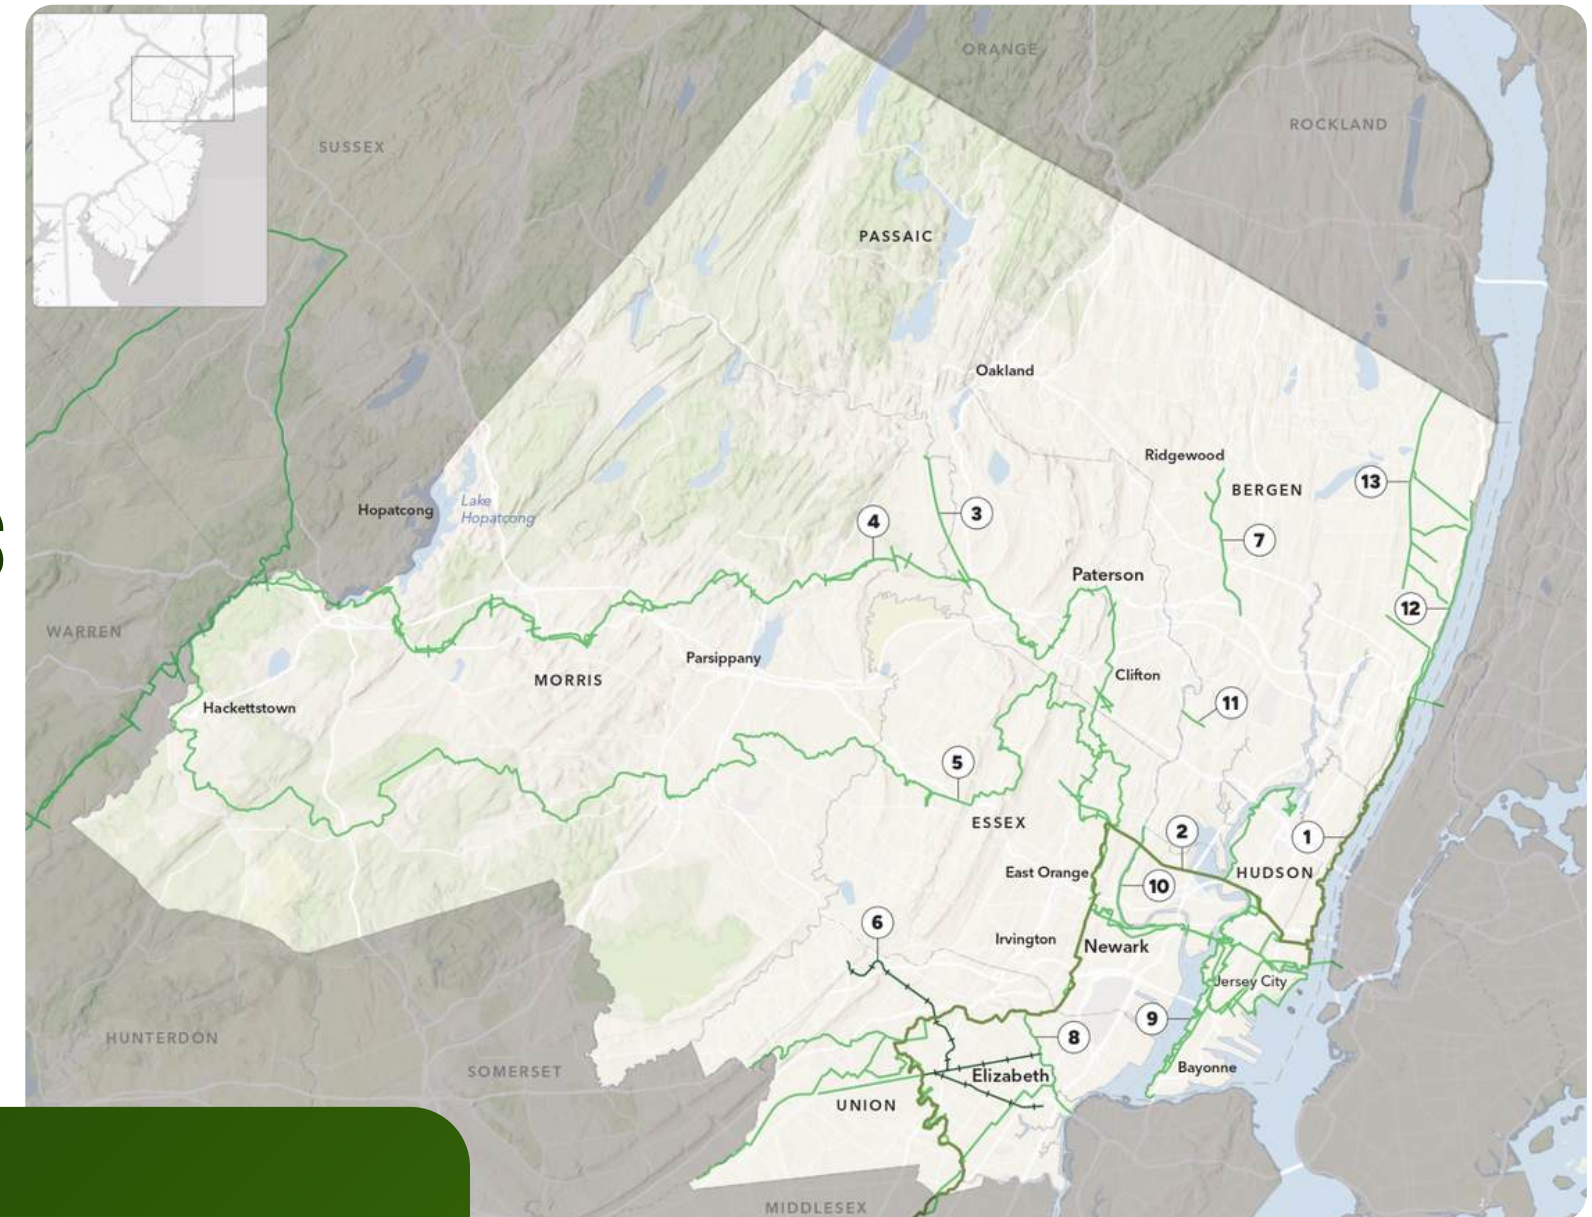 ORANGE
ROCKLAND
SUSSEX
PASSAIC
Oakland
Ridgewood
BERGEN
13
Hopatcong
Lake
Hopatcong
4
3
7
Paterson
12
WARREN
Parsippany
MORRIS
Clifton
Hackettstown
11
5
ESSEX
2
1
East Orange
HUDSON
10
6
Irvington
Newark
Jersey City
9
8
HUNTERDON
SOMERSET
Elizabeth
Bayonne
UNION
MIDDLESEX